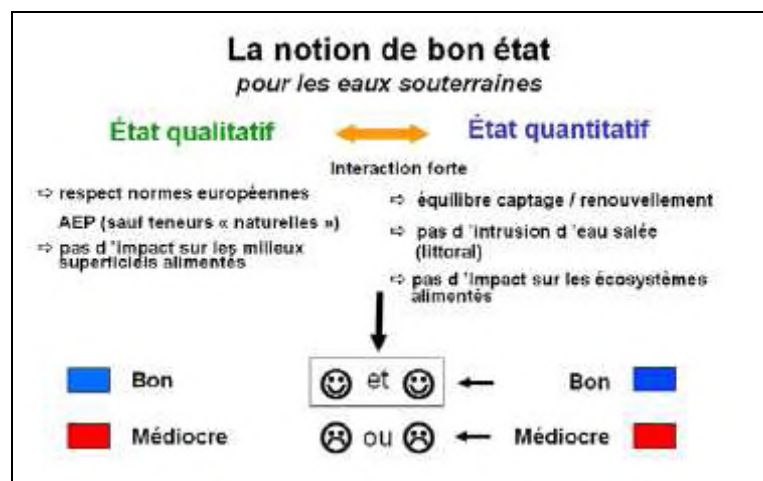 La notion de bon état
pour les eaux souterraines
État qualitatif
État quantitatif
Interaction forte
⇨ respect normes européennes
AEP (sauf teneurs « naturelles »)
⇨ pas d 'impact sur les milieux
superficiels alimentés
⇨ équilibre captage / renouvellement
⇨ pas d 'intrusion d 'eau salée
(littoral)
⇨ pas d 'impact sur les écosystèmes
alimentés
Bon
et
Bon
Médiocre
ou
Médiocre